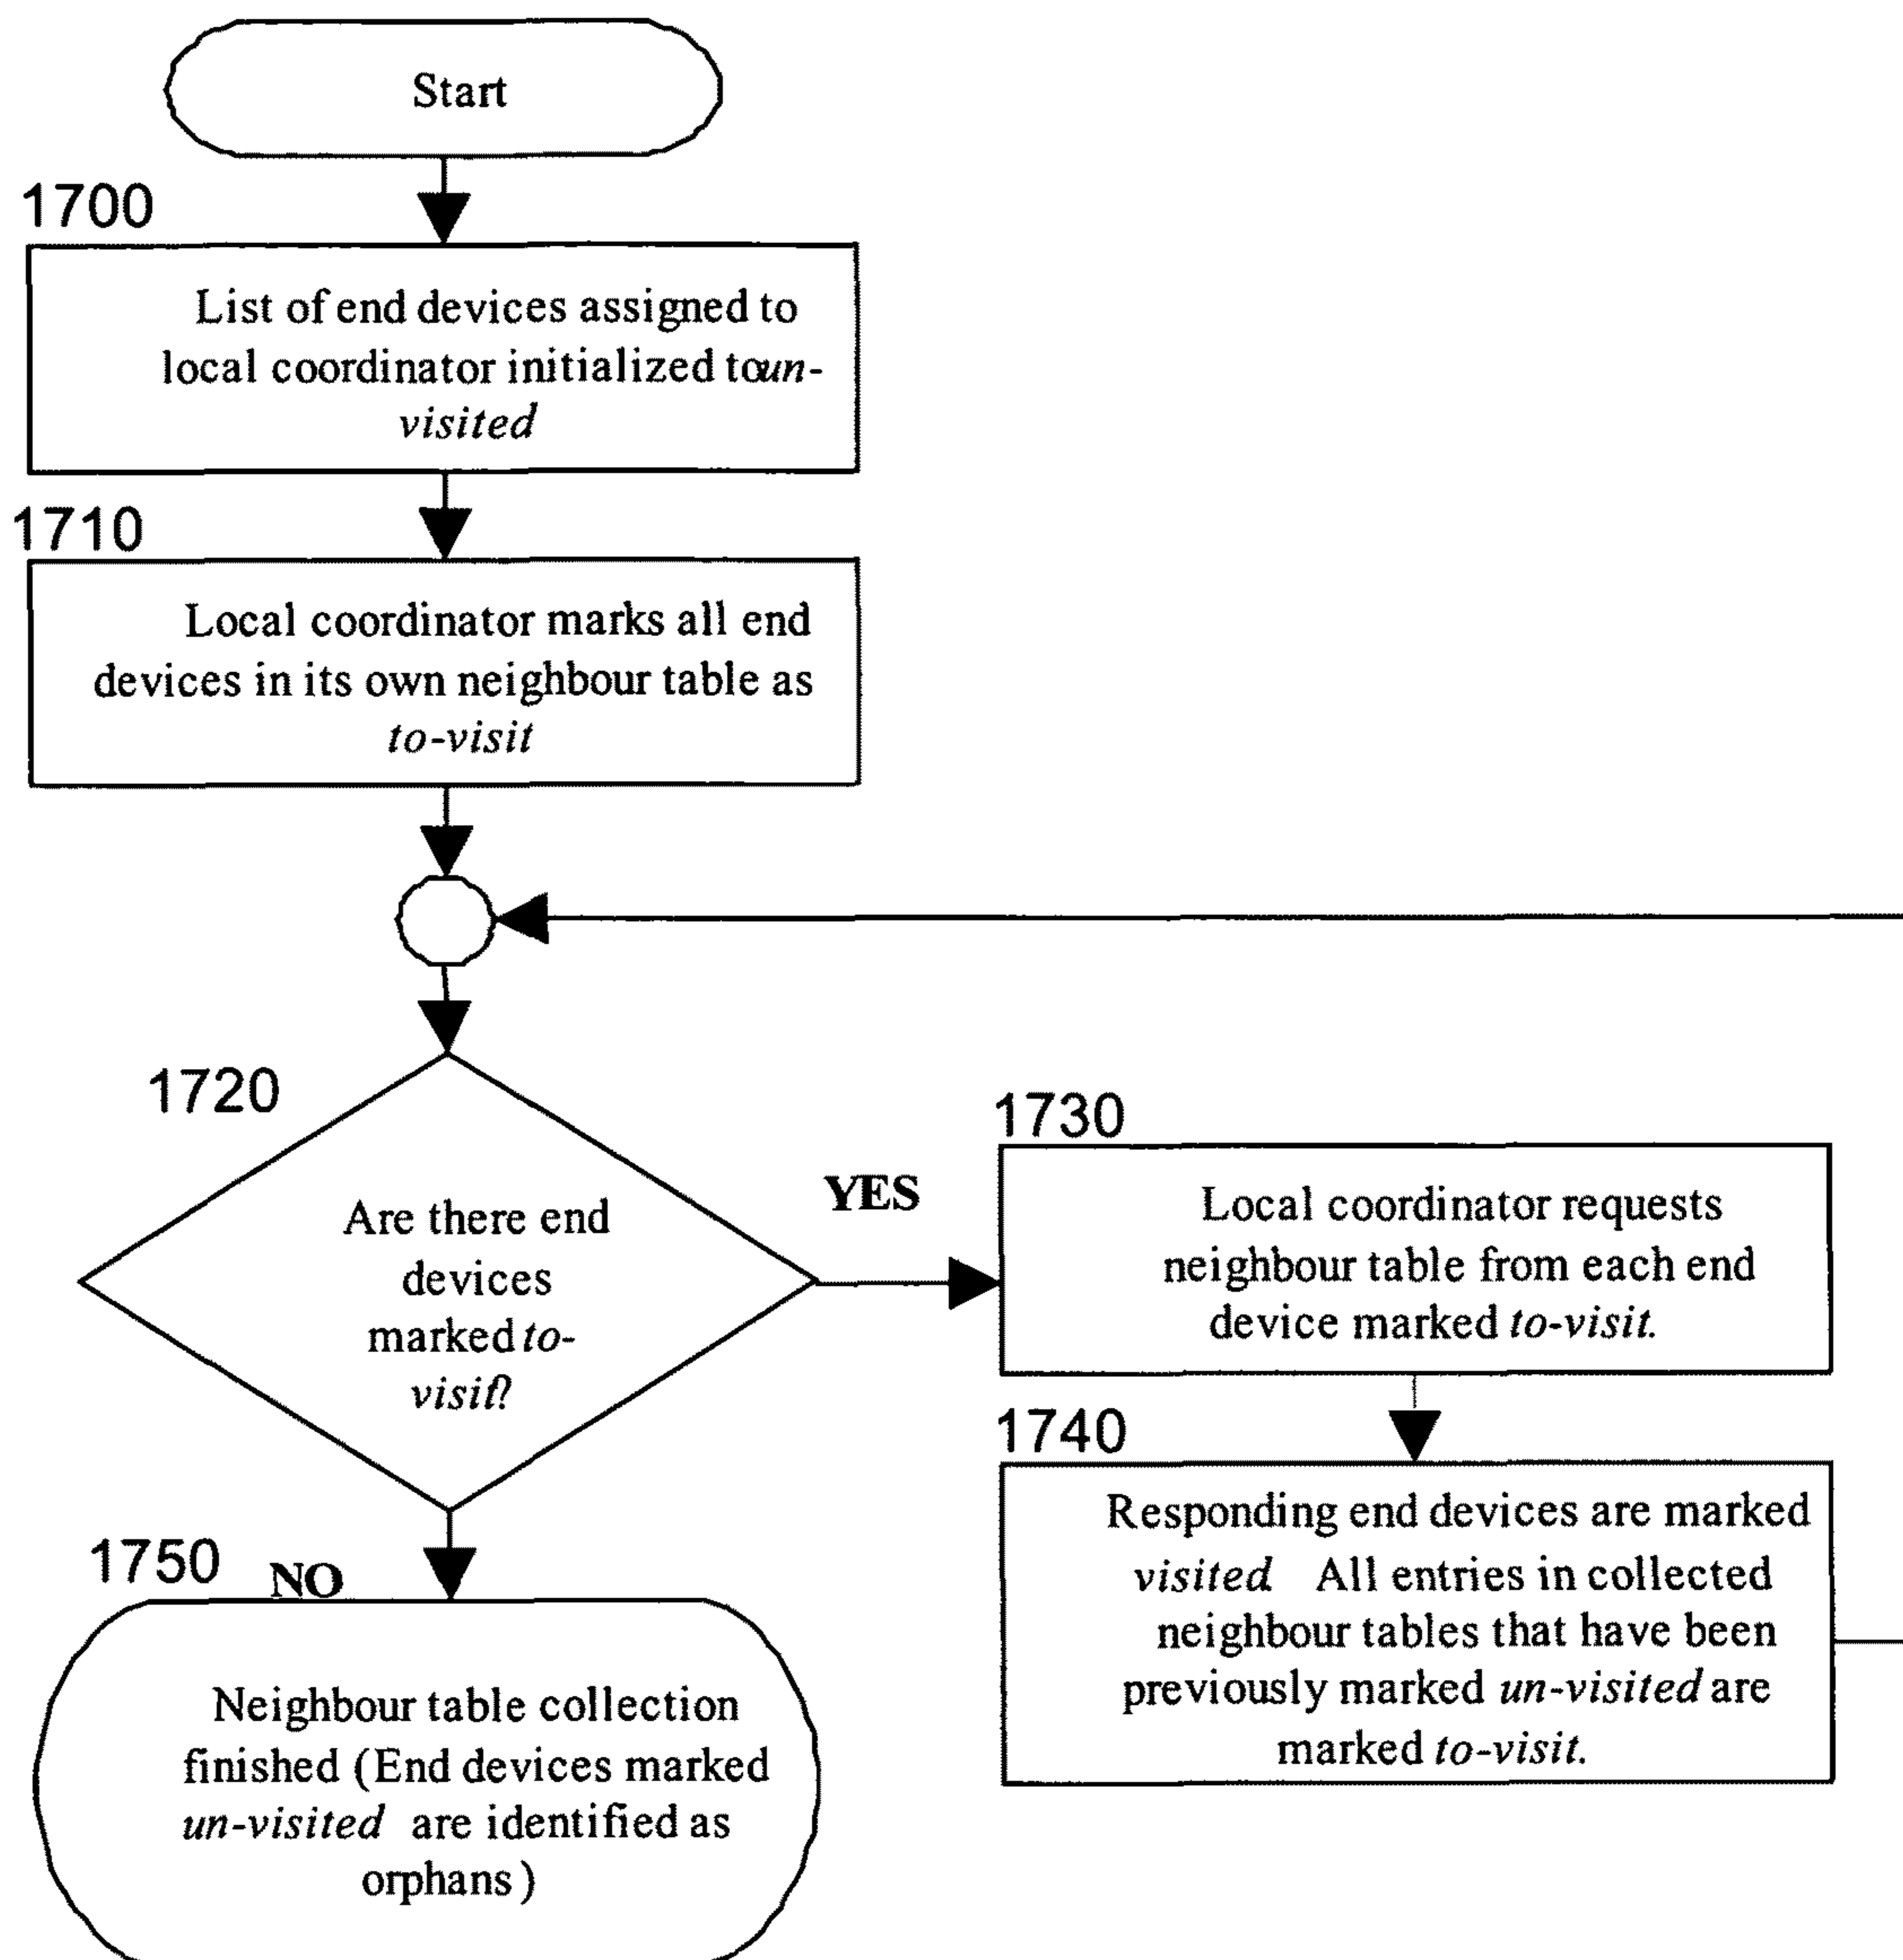 Start
1700
List of end devices assigned to
local coordinator initialized to un-
visited
1710
Local coordinator marks all end
devices in its own neighbour table as
to-visit
1720
Are there end
devices
marked to-
visit?
YES
1730
Local coordinator requests
neighbour table from each end
device marked to-visit.
1740
Responding end devices are marked
visited All entries in collected
neighbour tables that have been
previously marked un-visited are
marked to-visit.
1750
NO
Neighbour table collection
finished (End devices marked
un-visited are identified as
orphans)